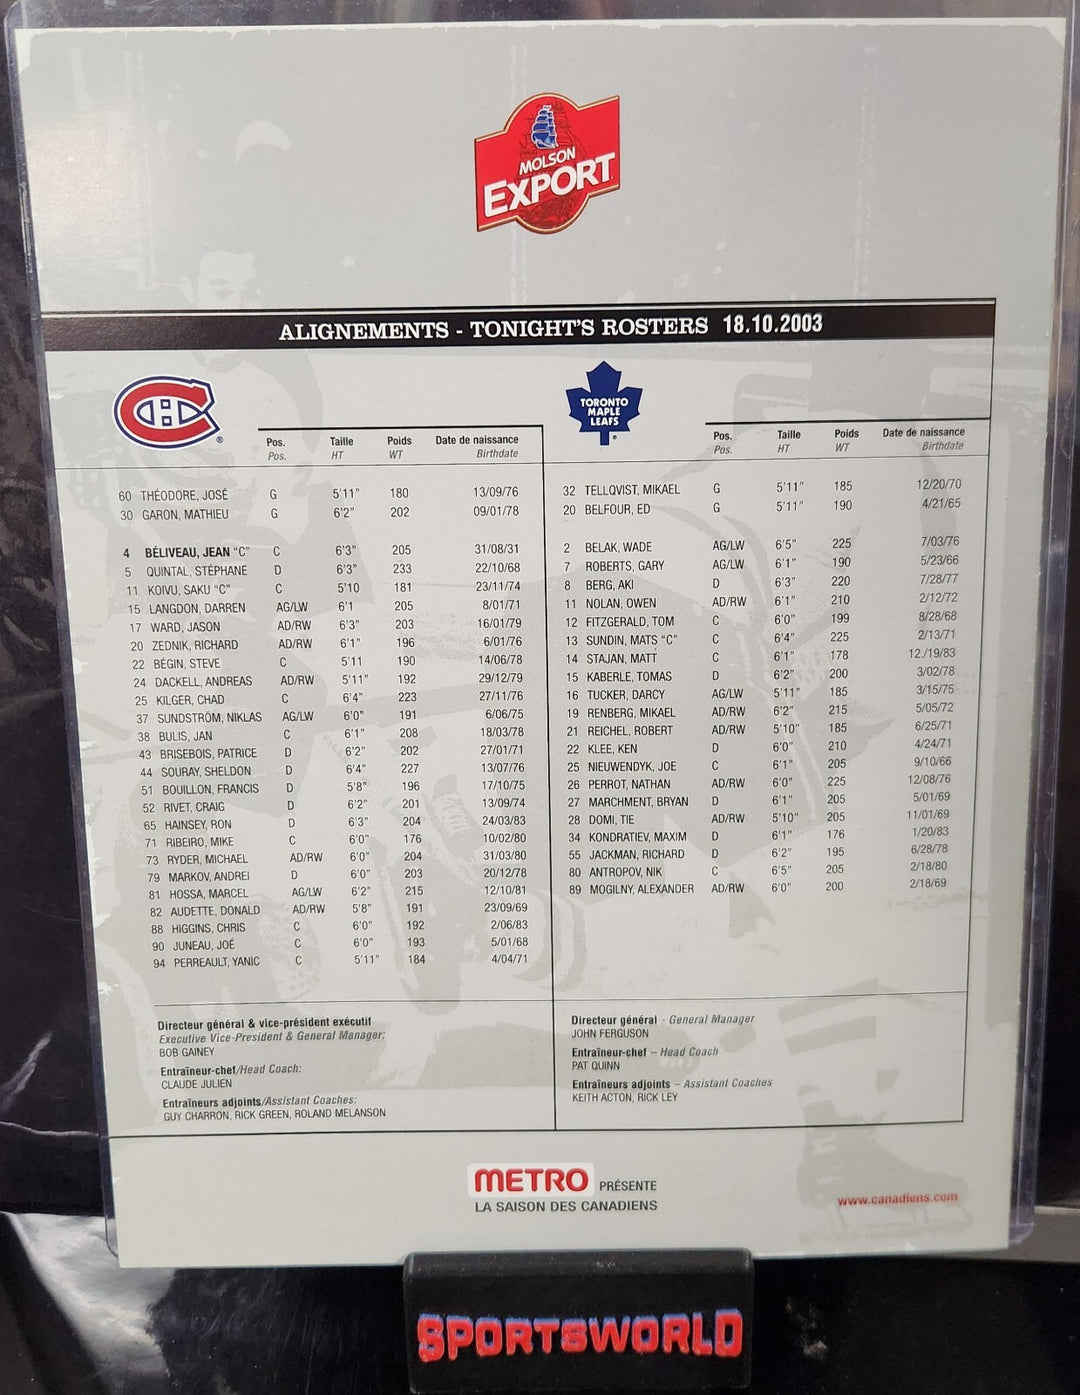 MOLSON
EXPORT
ALIGNEMENTS - TONIGHT'S ROSTERS 18.10.2003
Pos. Taille Poids Date de naissance
Pos. HT WT Birthdate
60 THÉODORE, JOSÉ G 5'11" 180 13/09/76
30 GARON, MATHIEU G 6'2" 202 09/01/78
4 BÉLIVEAU, JEAN "C" C 6'3" 205 31/08/31
5 QUINTAL, STÉPHANE D 6'3" 233 22/10/68
11 KOIVU, SAKU "C" C 5'10 181 23/11/74
15 LANGDON, DARREN AG/LW 6'1 205 8/01/71
17 WARD, JASON AD/RW 6'3" 203 16/01/79
20 ZEDNIK, RICHARD AD/RW 6'1" 196 6/01/76
22 BÉGIN, STEVE C 5'11 190 14/06/78
24 DACKELL, ANDREAS AD/RW 5'11" 192 29/12/79
25 KILGER, CHAD C 6'4" 223 27/11/76
37 SUNDSTRÖM, NIKLAS AG/LW 6'0" 191 6/06/75
38 BULIS, JAN C 6'1" 208 18/03/78
43 BRISEBOIS, PATRICE D 6'2" 202 27/01/71
44 SOURAY, SHELDON D 6'4" 227 13/07/76
51 BOUILLON, FRANCIS D 5'8" 196 17/10/75
52 RIVET, CRAIG D 6'2" 201 13/09/74
65 HAINSEY, RON D 6'3" 204 24/03/83
71 RIBEIRO, MIKE C 6'0" 176 10/02/80
73 RYDER, MICHAEL AD/RW 6'0" 204 31/03/80
79 MARKOV, ANDREI D 6'0" 203 20/12/78
81 HOSSA, MARCEL AG/LW 6'2" 215 12/10/81
82 AUDETTE, DONALD AD/RW 5'8" 191 23/09/69
88 HIGGINS, CHRIS C 6'0" 192 2/06/83
90 JUNEAU, JOÉ C 6'0" 193 5/01/68
94 PERREAULT, YANIC C 5'11" 184 4/04/71
Directeur général & vice-président exécutif
Executive Vice-President & General Manager:
BOB GAINEY
Entraîneur-chef/Head Coach:
CLAUDE JULIEN
Entraîneurs adjoints/Assistant Coaches:
GUY CHARRON, RICK GREEN, ROLAND MELANSON
TORONTO
MAPLE
LEAFS
Pos. Taille Poids Date de naissance
Pos. HT WT Birthdate
32 TELLQVIST, MIKAEL G 5'11" 185 12/20/70
20 BELFOUR, ED G 5'11" 190 4/21/65
2 BELAK, WADE AG/LW 6'5" 225 7/03/76
7 ROBERTS, GARY AG/LW 6'1" 190 5/23/66
8 BERG, AKI D 6'3" 220 7/28/77
11 NOLAN, OWEN AD/RW 6'1" 210 2/12/72
12 FITZGERALD, TOM C 6'0" 199 8/28/68
13 SUNDIN, MATS "C" C 6'4" 225 2/13/71
14 STAJAN, MATT C 6'1" 178 12./19/83
15 KABERLE, TOMAS D 6'2" 200 3/02/78
16 TUCKER, DARCY AG/LW 5'11" 185 3/15/75
19 RENBERG, MIKAEL AD/RW 6'2" 215 5/05/72
21 REICHEL, ROBERT AD/RW 5'10" 185 6/25/71
22 KLEE, KEN D 6'0" 210 4/24/71
25 NIEUWENDYK, JOE C 6'1" 205 9/10/66
26 PERROT, NATHAN AD/RW 6'0" 225 12/08/76
27 MARCHMENT, BRYAN D 6'1" 205 5/01/69
28 DOMI, TIE AD/RW 5'10" 205 11/01/69
34 KONDRATIEV, MAXIM D 6'1" 176 1/20/83
55 JACKMAN, RICHARD D 6'2" 195 6/28/78
80 ANTROPOV, NIK C 6'5" 205 2/18/80
89 MOGILNY, ALEXANDER AD/RW 6'0" 200 2/18/69
Directeur général - General Manager
JOHN FERGUSON
Entraîneur-chef – Head Coach
PAT QUINN
Entraîneurs adjoints – Assistant Coaches
KEITH ACTON, RICK LEY
METRO PRÉSENTE
LA SAISON DES CANADIENS
www.canadiens.com
SPORTSWORLD